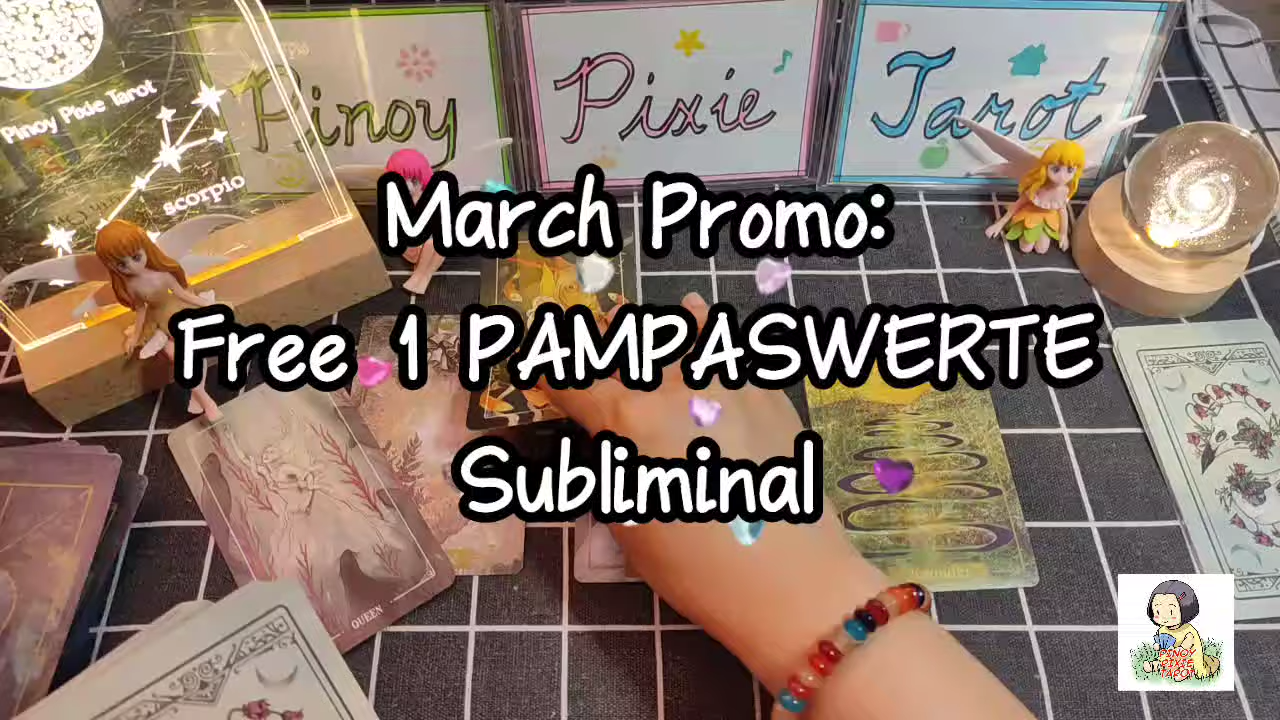 Pinoy Pixie Tarot
scorpio
Pinoy
Pixie
Tarot
March Promo:
Free 1 PAMPASWERTE
Subliminal
QUEEN
PINOY
PIXIE
TAROT